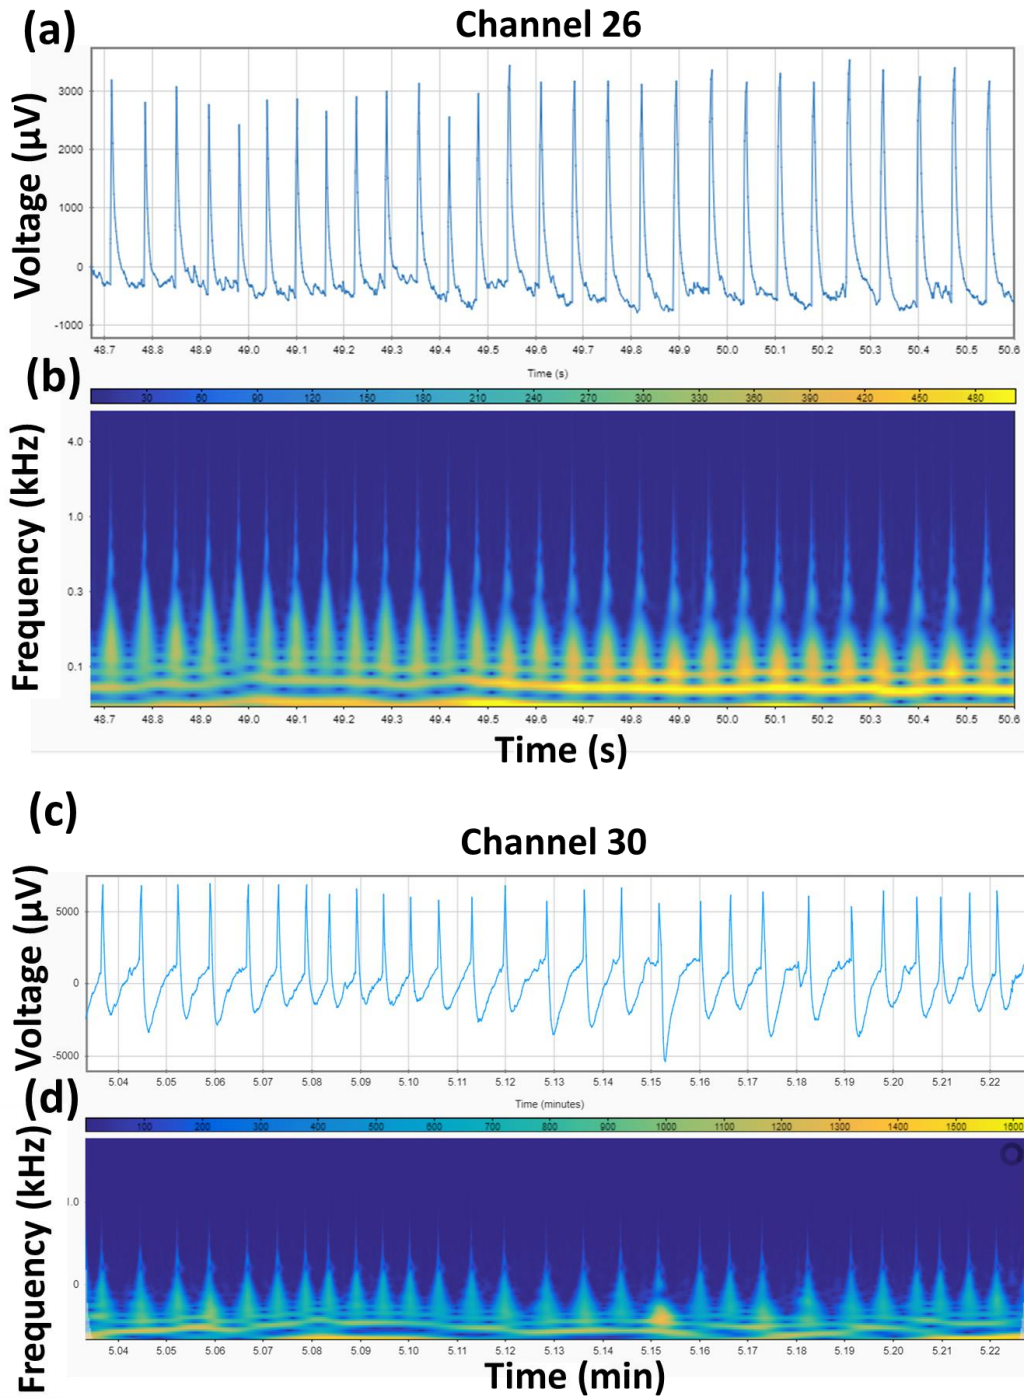 (a)
Channel 26
Voltage (µV)
3000
2000
1000
0
-1000
48.7 48.8 48.9 49.0 49.1 49.2 49.3 49.4 49.5 49.6 49.7 49.8 49.9 50.0 50.1 50.2 50.3 50.4 50.5 50.6
Time (s)
(b)
30 60 90 120 150 180 210 240 270 300 330 360 390 420 450 480
Frequency (kHz)
4.0
1.0
0.3
0.1
48.7 48.8 48.9 49.0 49.1 49.2 49.3 49.4 49.5 49.6 49.7 49.8 49.9 50.0 50.1 50.2 50.3 50.4 50.5 50.6
Time (s)
(c)
Channel 30
Voltage (µV)
5000
0
-5000
5.04 5.05 5.06 5.07 5.08 5.09 5.10 5.11 5.12 5.13 5.14 5.15 5.16 5.17 5.18 5.19 5.20 5.21 5.22
Time (minutes)
(d)
100 200 300 400 500 600 700 800 900 1000 1100 1200 1300 1400 1500 1600
Frequency (kHz)
1.0
0
5.04 5.05 5.06 5.07 5.08 5.09 5.10 5.11 5.12 5.13 5.14 5.15 5.16 5.17 5.18 5.19 5.20 5.21 5.22
Time (min)